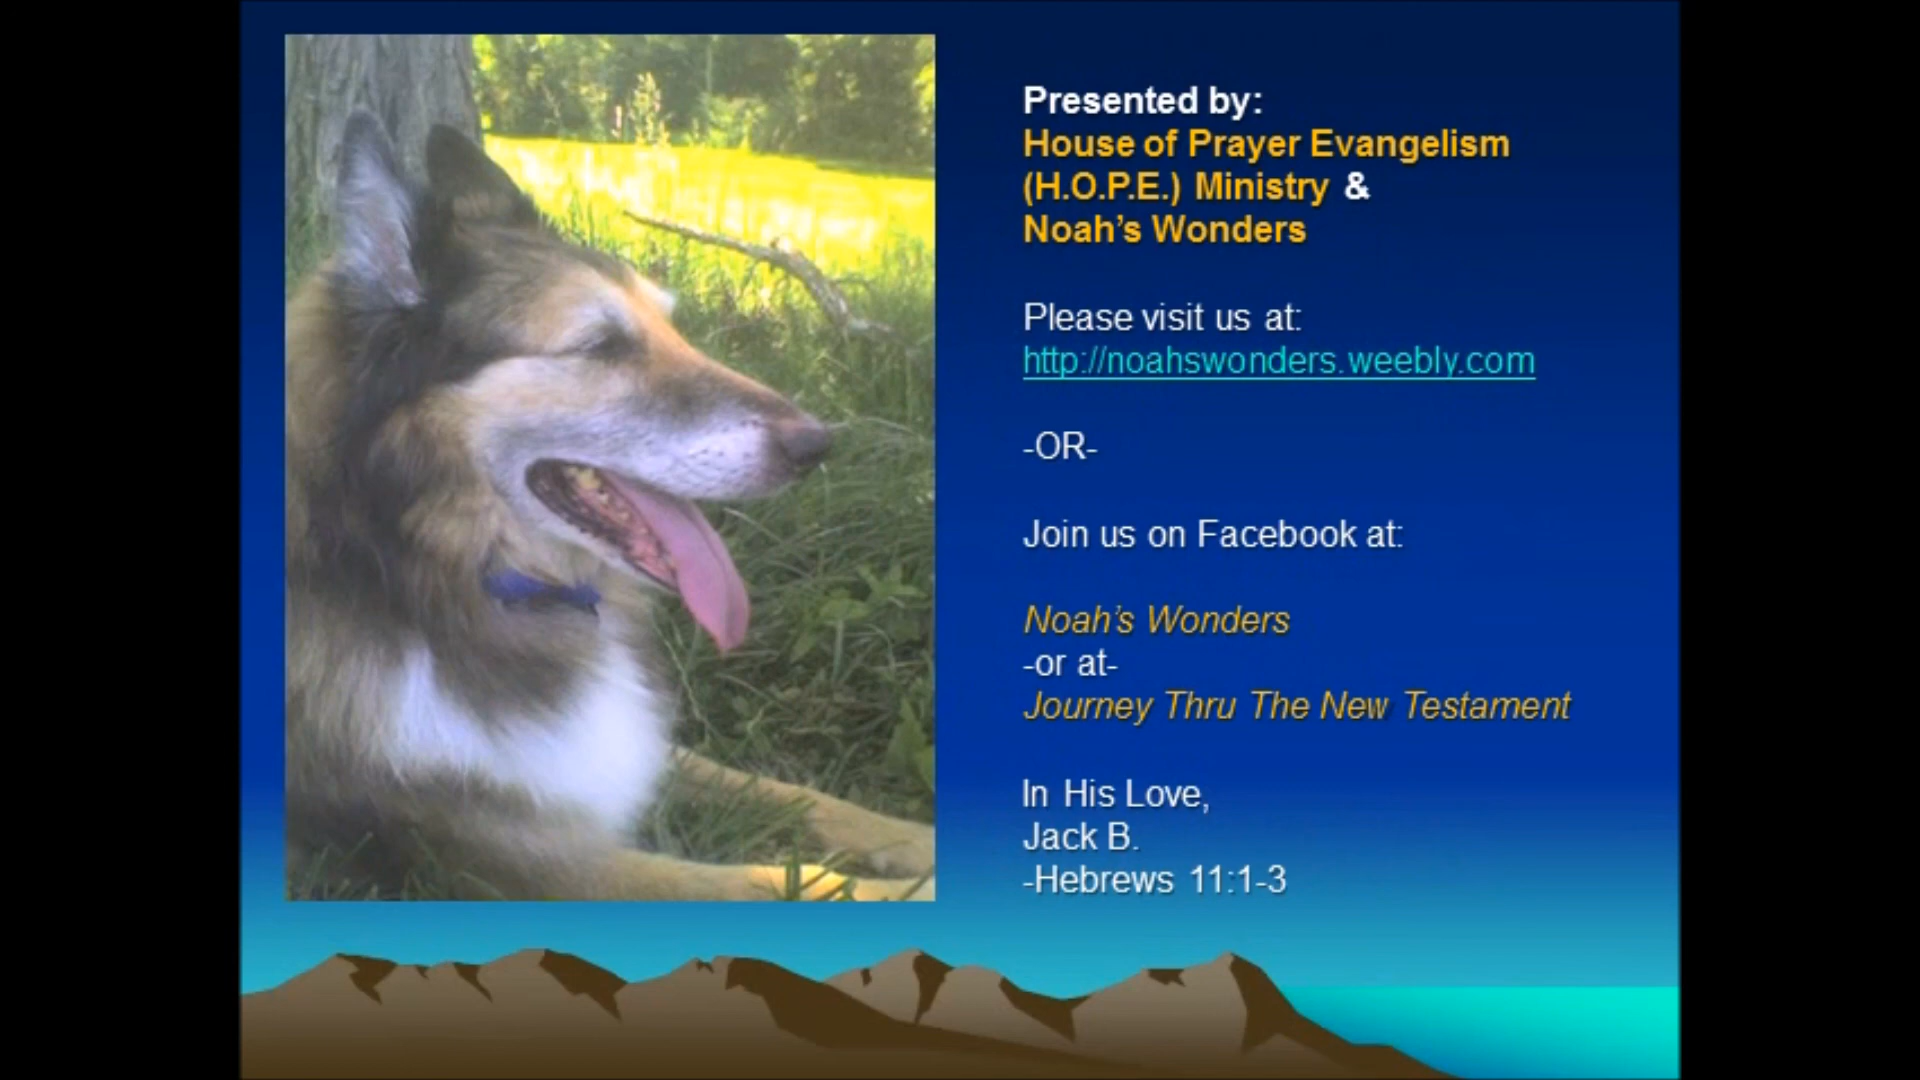 Presented by:
House of Prayer Evangelism
(H.O.P.E.) Ministry &
Noah’s Wonders
Please visit us at:
http://noahswonders.weebly.com
-OR-
Join us on Facebook at:
Noah’s Wonders
-or at-
Journey Thru The New Testament
In His Love,
Jack B.
-Hebrews 11:1-3